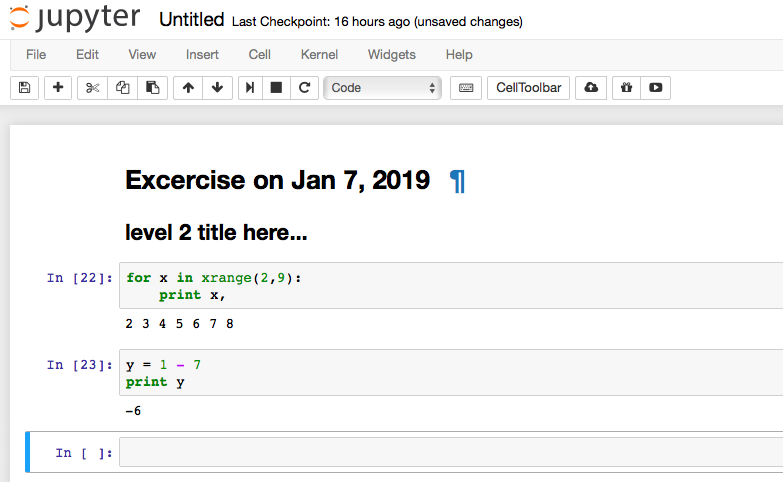 jupyter Untitled Last Checkpoint: 16 hours ago (unsaved changes)
File Edit View Insert Cell Kernel Widgets Help
Code CellToolbar
Excercise on Jan 7, 2019 ¶
level 2 title here...
In [22]: for x in xrange(2,9):
print x,
2 3 4 5 6 7 8
In [23]: y = 1 - 7
print y
-6
In [ ]: